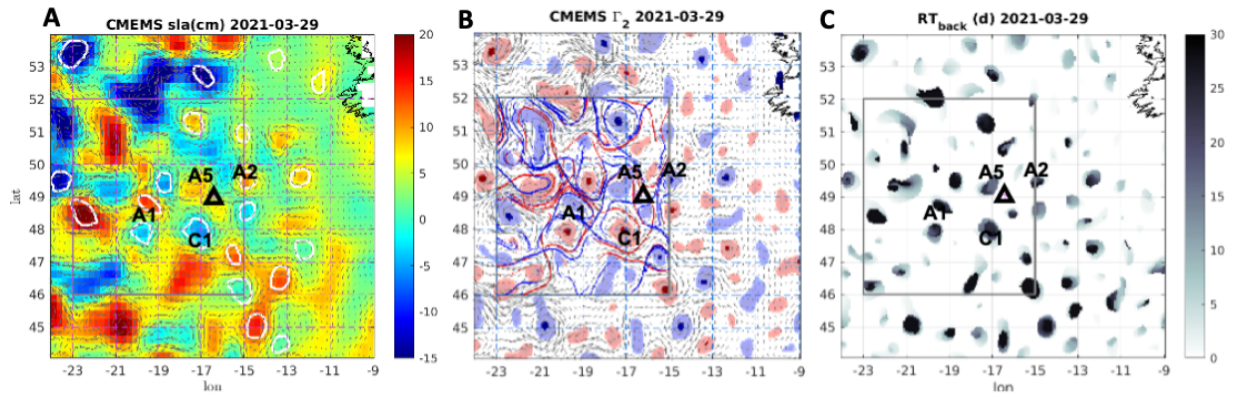 A
CMEMS sla(cm) 2021-03-29
lat
53
52
51
50
49
48
47
46
45
-23 -21 -19 -17 -15 -13 -11 -9
lon
A5 A2
A1
C1
20
15
10
5
0
-5
-10
-15
B
CMEMS Γ2 2021-03-29
53
52
51
50
49
48
47
46
45
-23 -21 -19 -17 -15 -13 -11 -9
A5 A2
A1
C1
C
RTback (d) 2021-03-29
53
52
51
50
49
48
47
46
45
-23 -21 -19 -17 -15 -13 -11 -9
lon
A5 A2
A1
C1
30
25
20
15
10
5
0